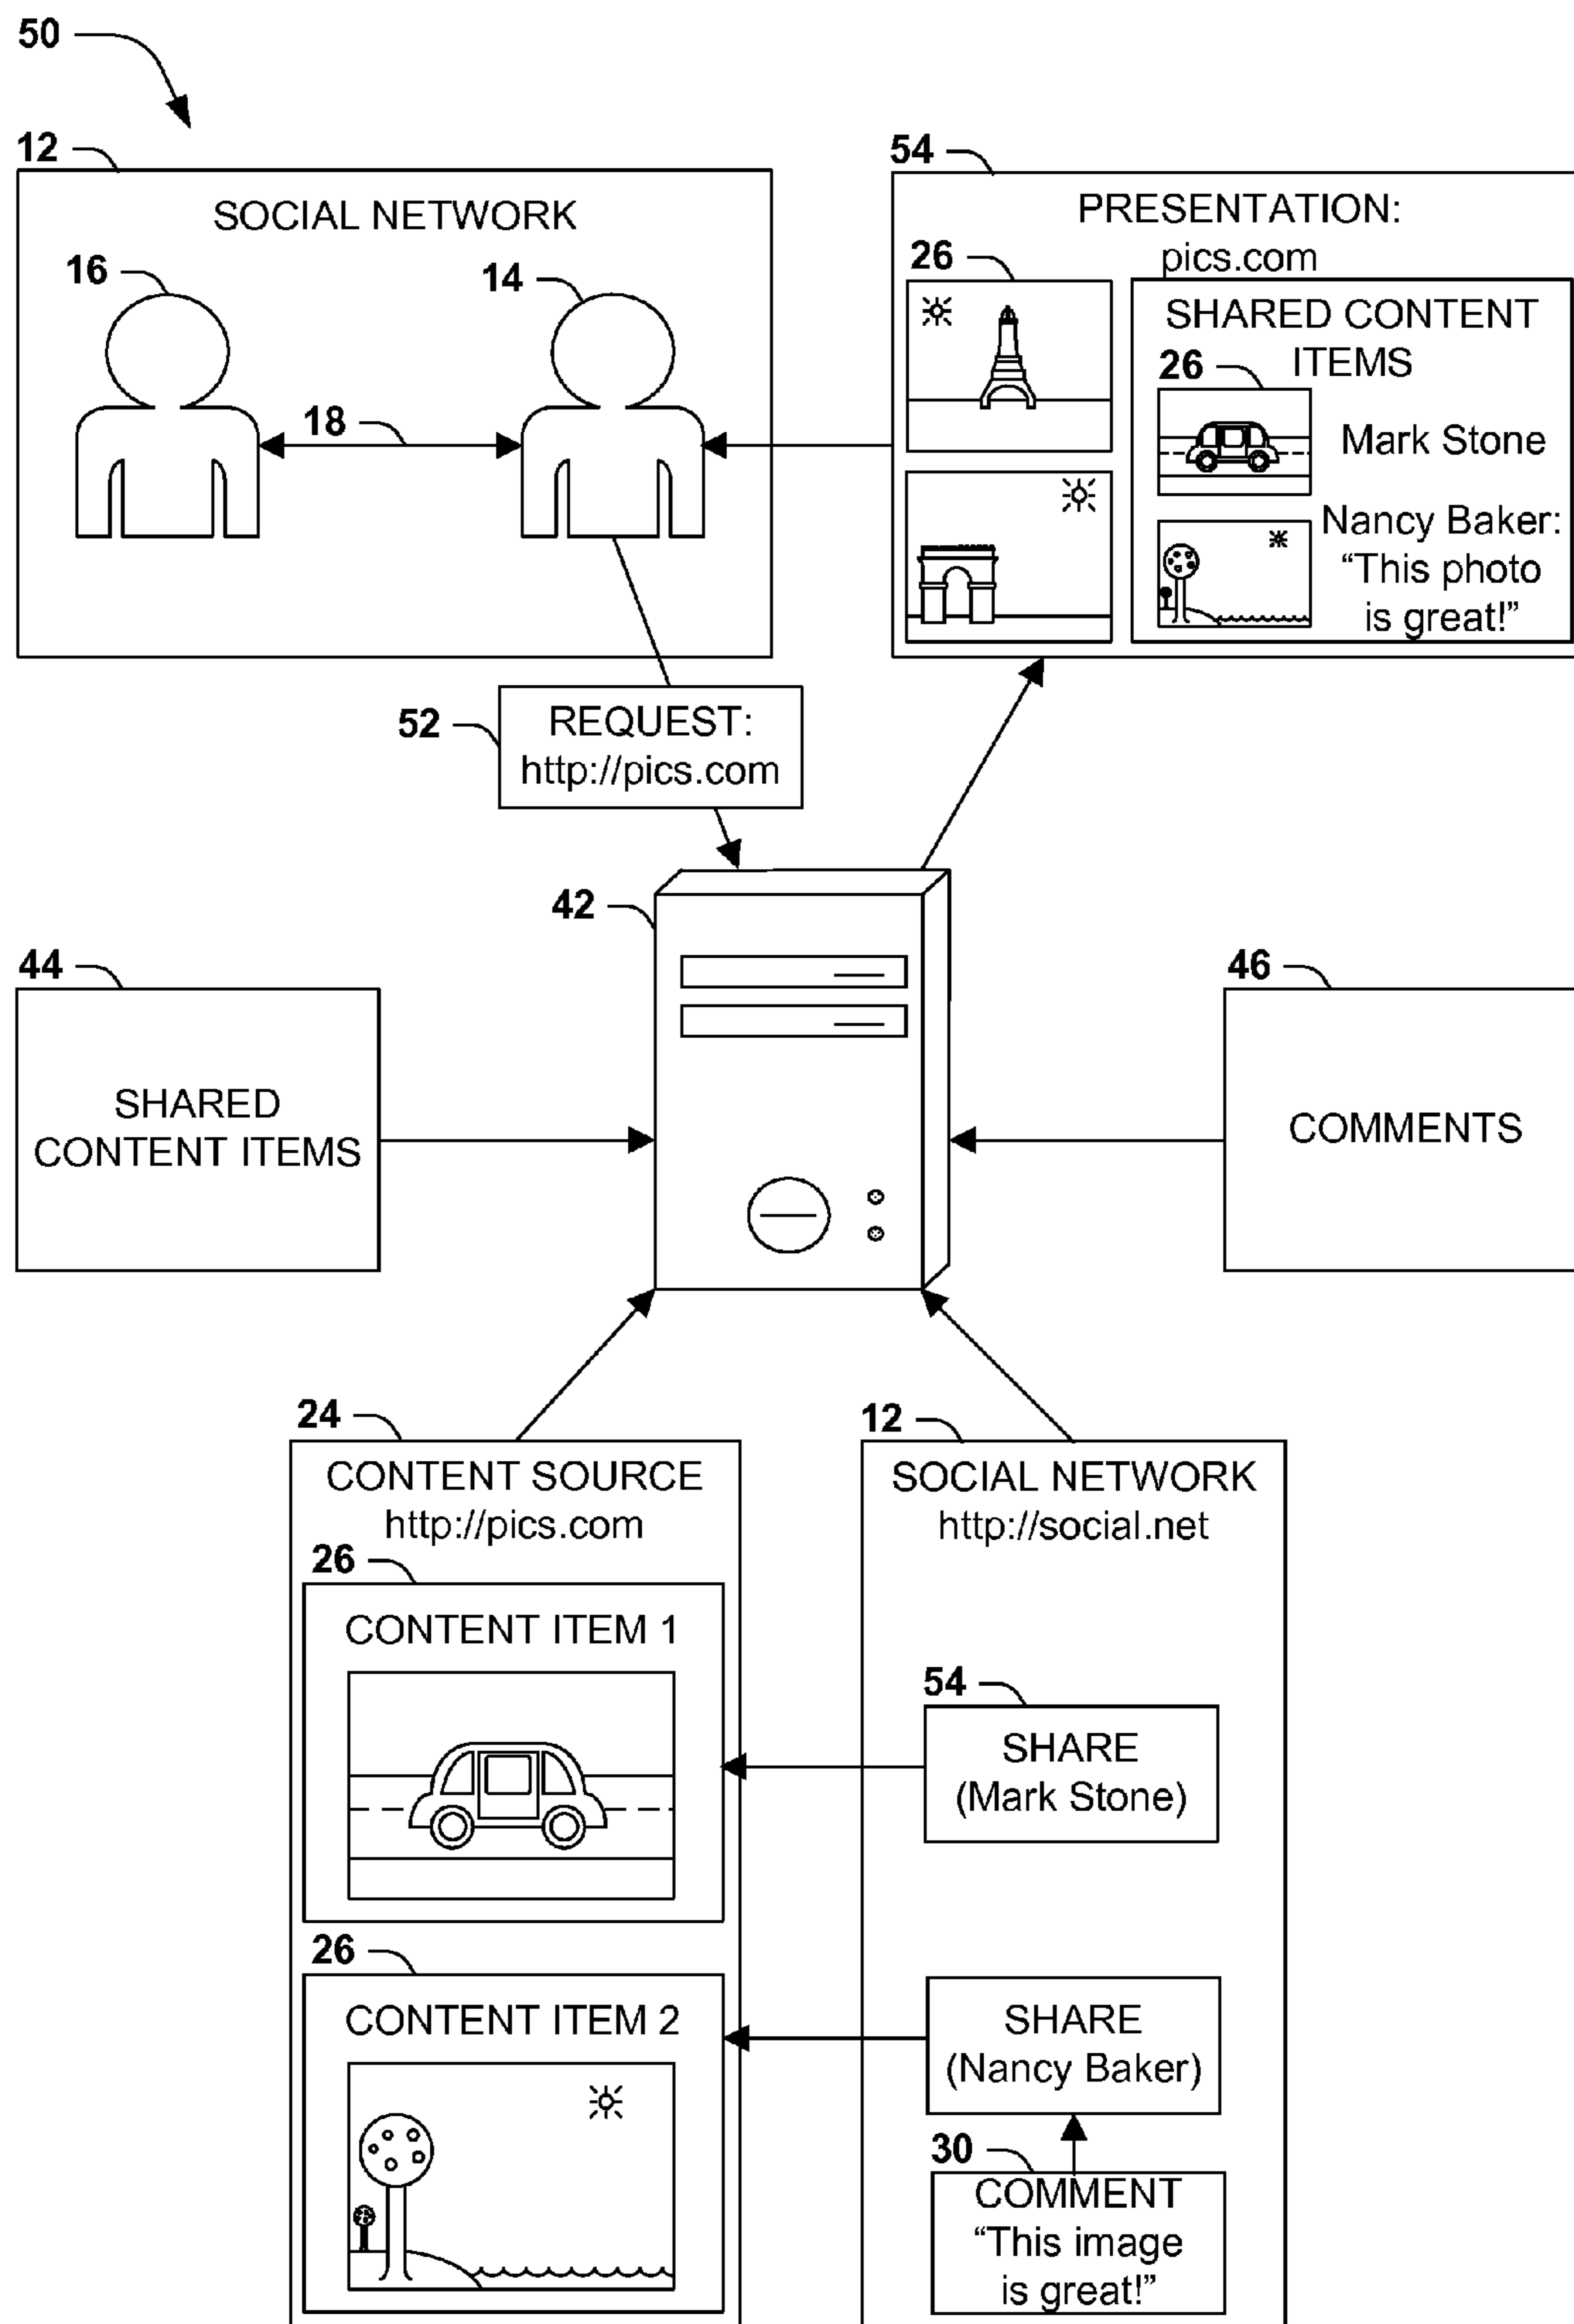 50
12
SOCIAL NETWORK
16
14
18
54
PRESENTATION:
pics.com
26
SHARED CONTENT
ITEMS
26
Mark Stone
Nancy Baker:
“This photo
is great!”
52
REQUEST:
http://pics.com
42
44
SHARED
CONTENT ITEMS
46
COMMENTS
24
CONTENT SOURCE
http://pics.com
26
CONTENT ITEM 1
26
CONTENT ITEM 2
12
SOCIAL NETWORK
http://social.net
54
SHARE
(Mark Stone)
SHARE
(Nancy Baker)
30
COMMENT
“This image
is great!”